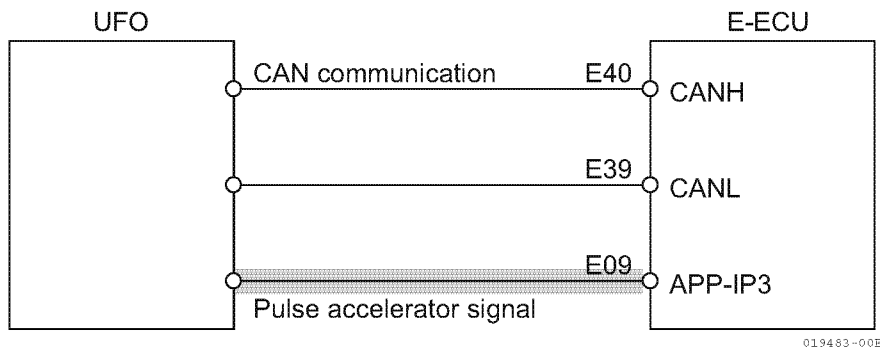 UFO
E-ECU
CAN communication
E40
CANH
E39
CANL
E09
APP-IP3
Pulse accelerator signal
019483-00E